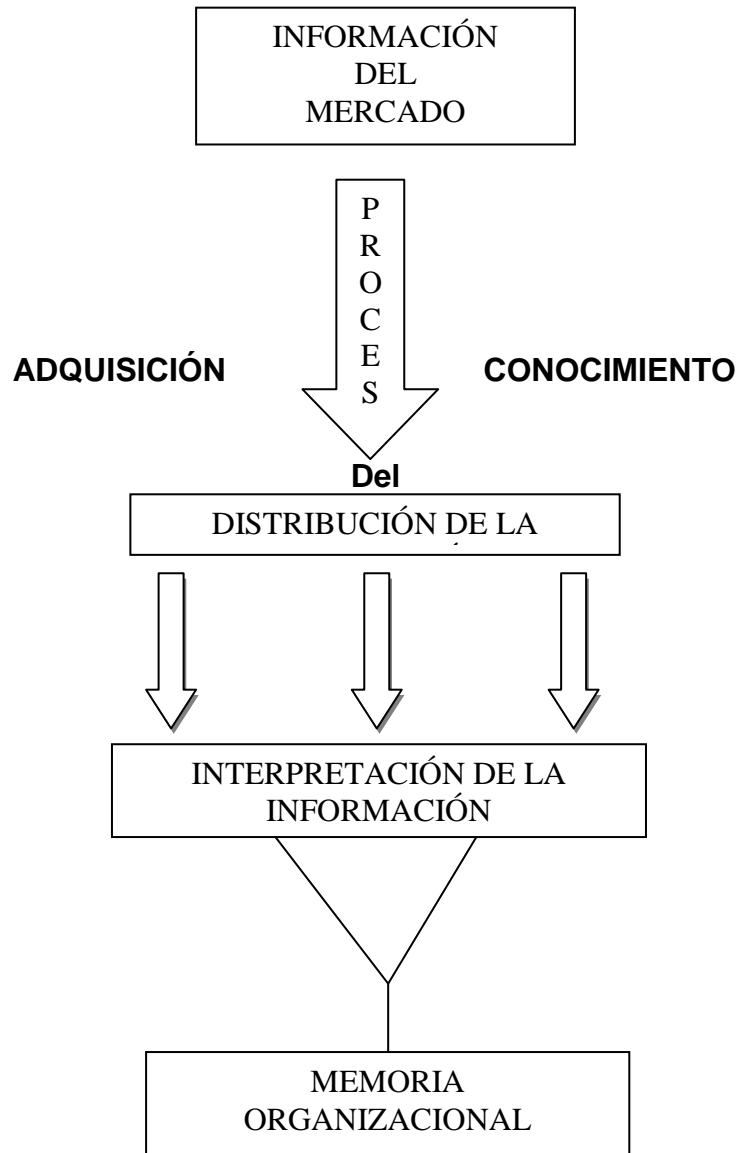 INFORMACIÓN
DEL
MERCADO
P
R
O
C
E
S
ADQUISICIÓN
CONOCIMIENTO
Del
DISTRIBUCIÓN DE LA
INTERPRETACIÓN DE LA
INFORMACIÓN
MEMORIA
ORGANIZACIONAL